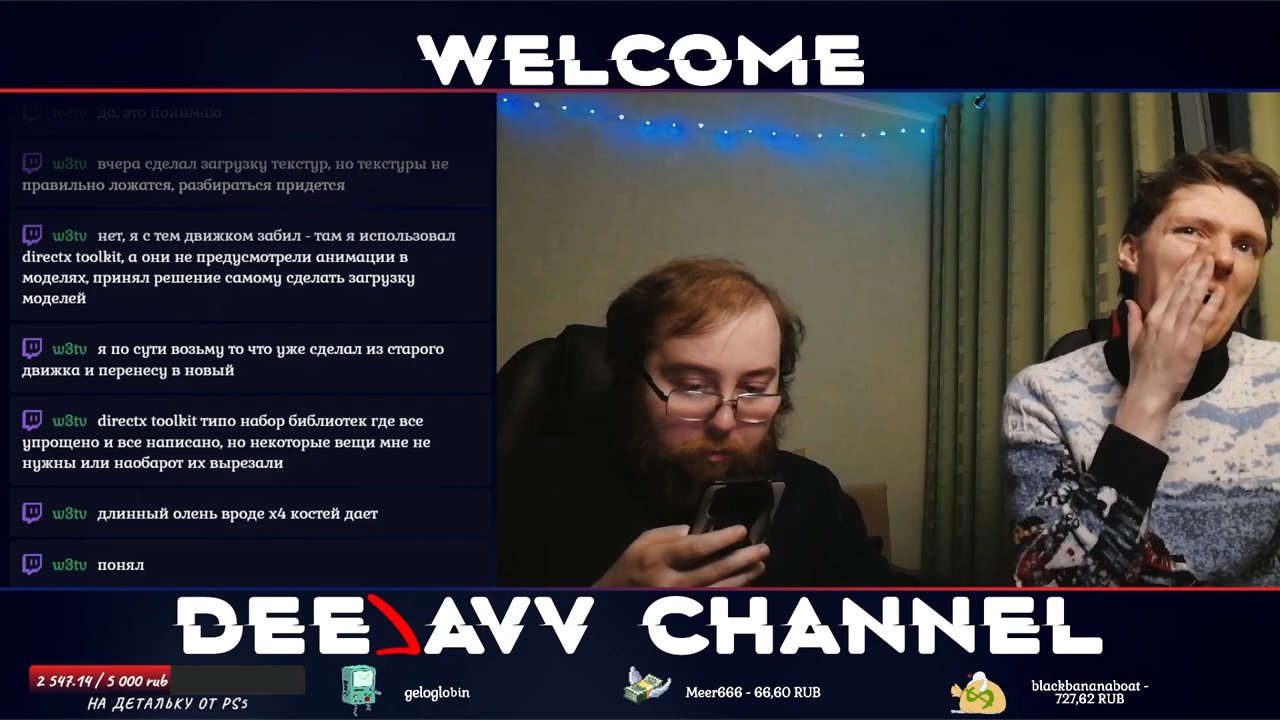 WELCOME
w3tv да, это понимаю
w3tv вчера сделал загрузку текстур, но текстуры не
правильно ложатся, разбираться придется
w3tv нет, я с тем движком забил - там я использовал
directx toolkit, а они не предусмотрели анимации в
моделях, принял решение самому сделать загрузку
моделей
w3tv я по сути возьму то что уже сделал из старого
движка и перенесу в новый
w3tv directx toolkit типо набор библиотек где все
упрощено и все написано, но некоторые вещи мне не
нужны или наобарот их вырезали
w3tv длинный олень вроде x4 костей дает
w3tv понял
DEEJAVV CHANNEL
2 547.14 / 5 000 rub
НА ДЕТАЛЬКУ ОТ PS5
geloglobin
Meer666 - 66,60 RUB
blackbananaboat -
727,62 RUB